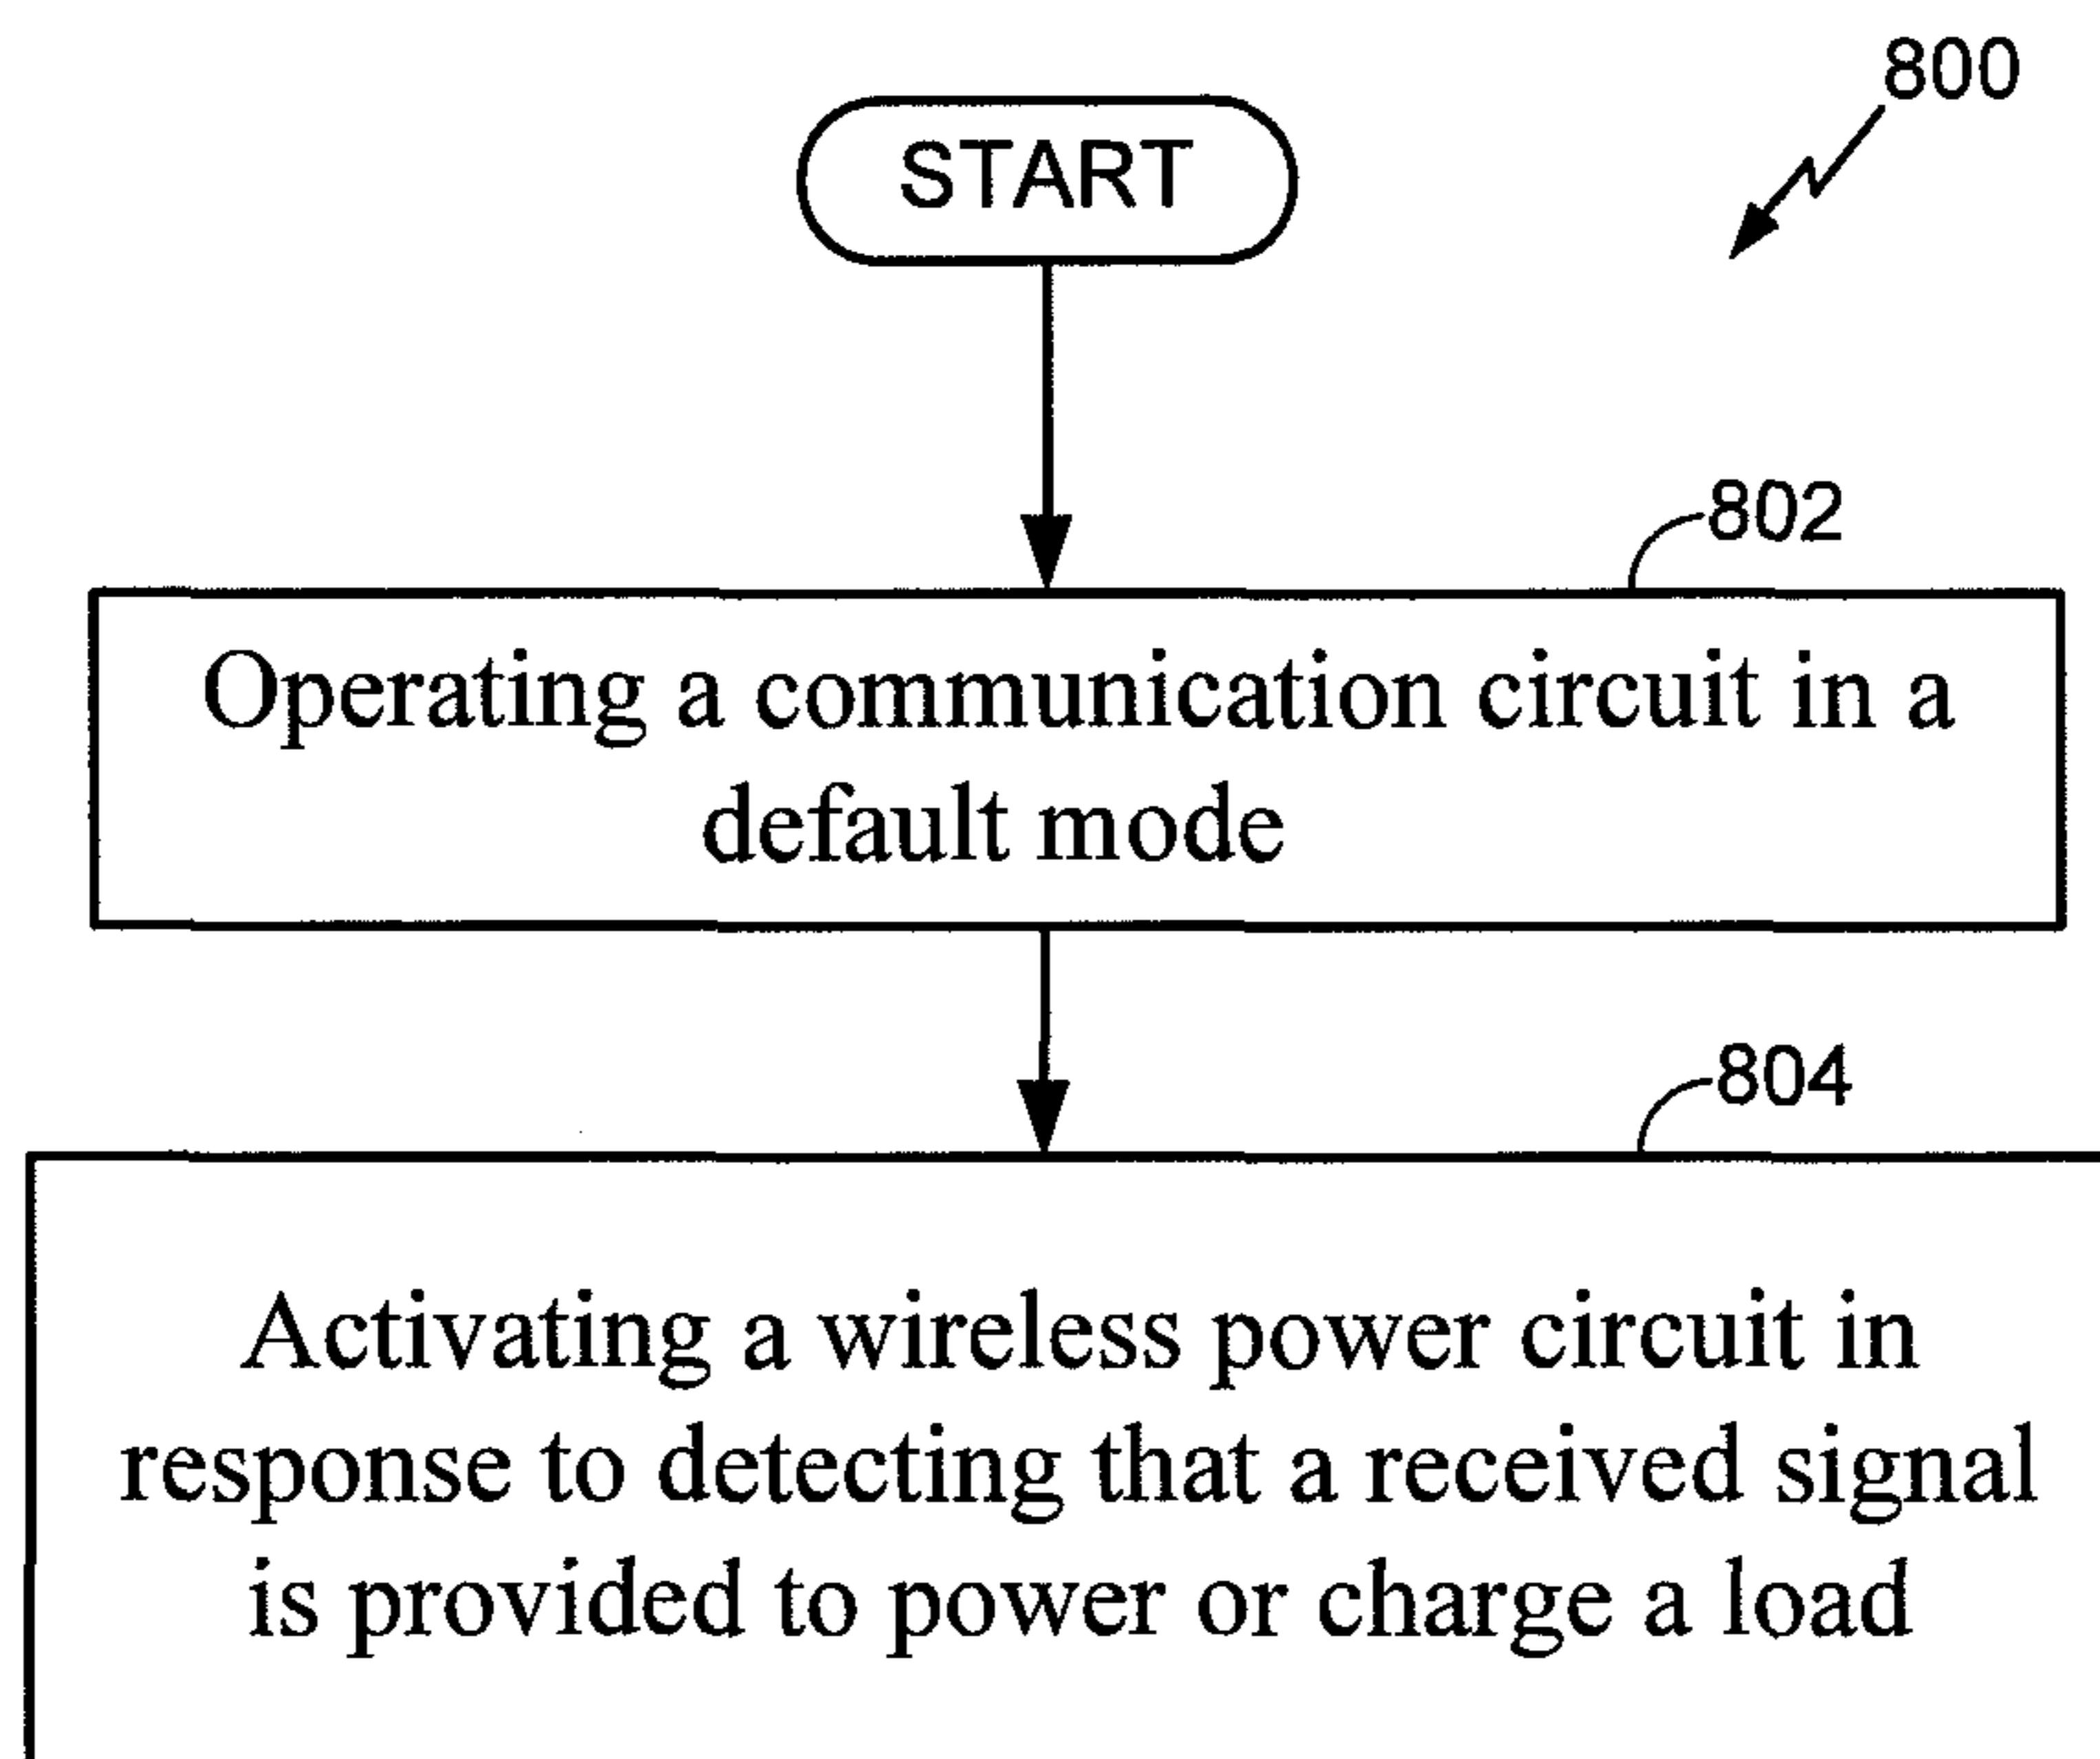 800
START
802
Operating a communication circuit in a
default mode
804
Activating a wireless power circuit in
response to detecting that a received signal
is provided to power or charge a load